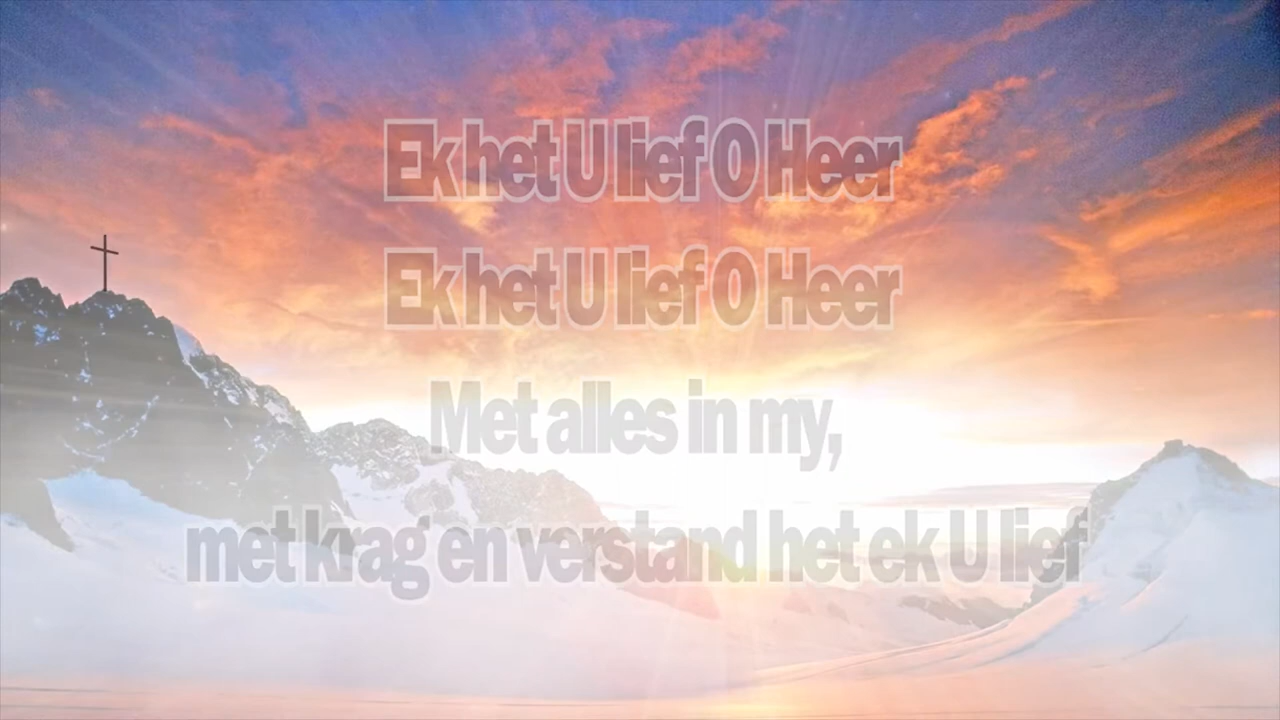 Ek het U lief O Heer
Ek het U lief O Heer
Met alles in my,
met krag en verstand het ek U lief